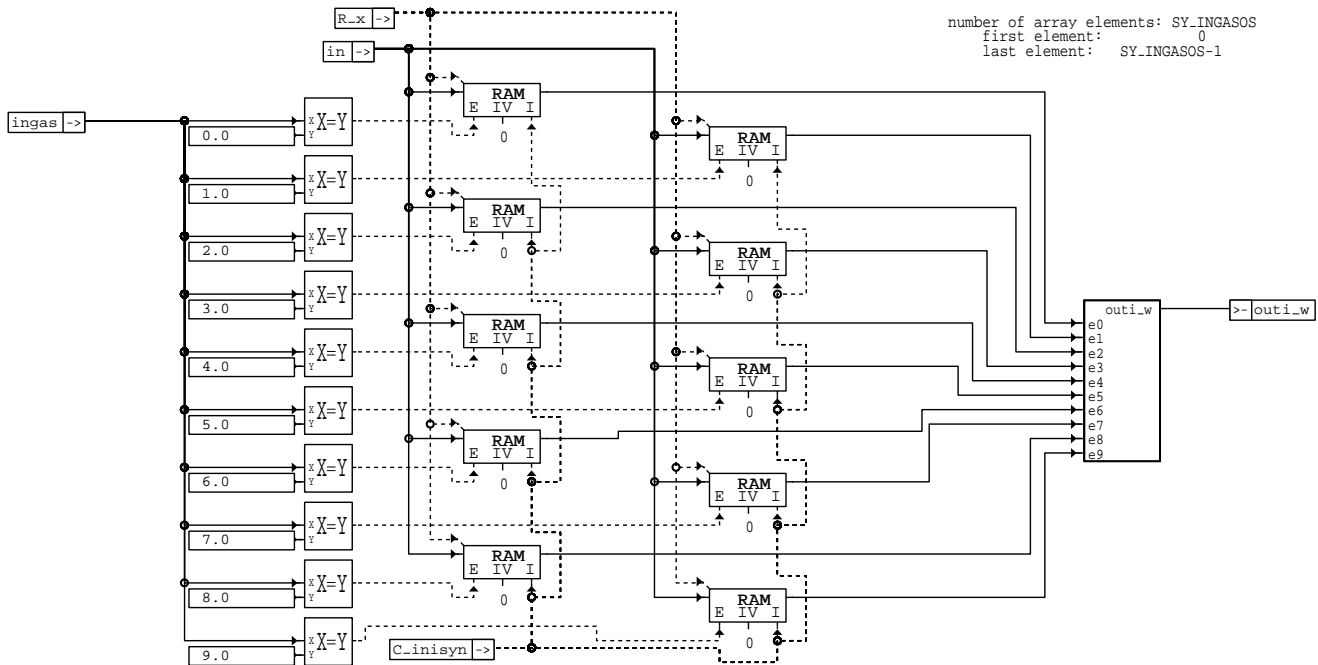 R_x ->
number of array elements: SY_INGASOS
first element: 0
last element: SY_INGASOS-1
in ->
ingas ->
X X=Y
Y
0.0
RAM
E IV I
0
RAM
E IV I
0
X X=Y
Y
1.0
RAM
E IV I
0
X X=Y
Y
2.0
RAM
E IV I
0
X X=Y
Y
3.0
outi_w
>- outi_w
e0
e1
e2
e3
e4
e5
e6
e7
e8
e9
RAM
E IV I
0
X X=Y
Y
4.0
RAM
E IV I
0
X X=Y
Y
5.0
RAM
E IV I
0
X X=Y
Y
6.0
RAM
E IV I
0
X X=Y
Y
7.0
RAM
E IV I
0
X X=Y
Y
8.0
RAM
E IV I
0
X X=Y
Y
9.0
C_inisyn ->